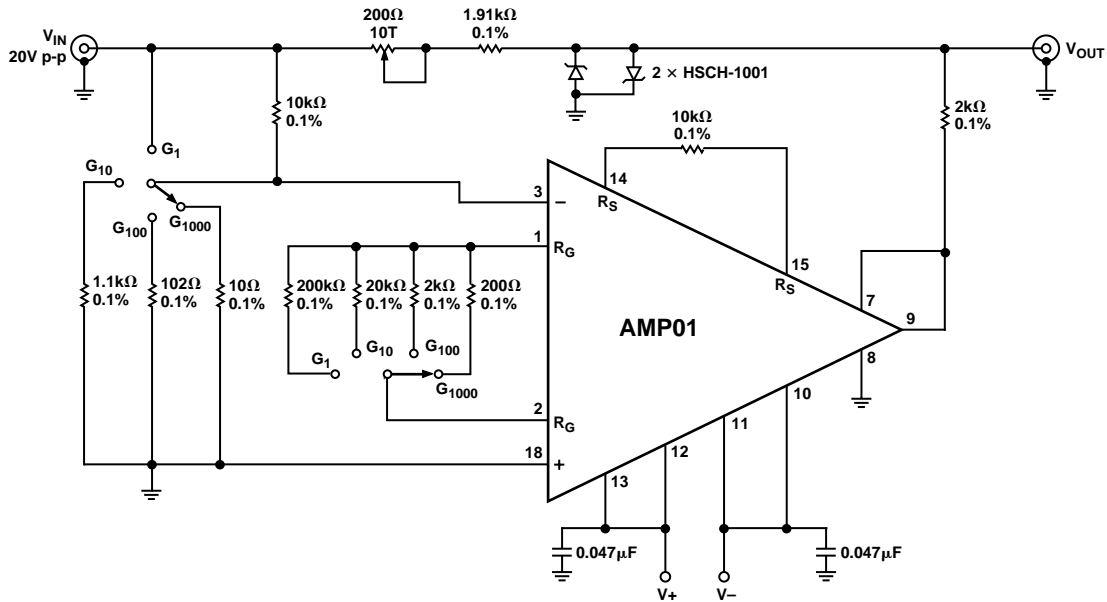 VIN
20V p-p
200Ω
10T
1.91kΩ
0.1%
VOUT
2 × HSCH-1001
10kΩ
0.1%
2kΩ
0.1%
10kΩ
0.1%
G1
G10
G100
G1000
3
−
14
RS
1
RG
15
RS
1.1kΩ
0.1%
102Ω
0.1%
10Ω
0.1%
200kΩ
0.1%
20kΩ
0.1%
2kΩ
0.1%
200Ω
0.1%
7
AMP01
9
G1
G10
G100
G1000
8
2
RG
10
11
18
+
12
13
0.047μF
0.047μF
V+
V−